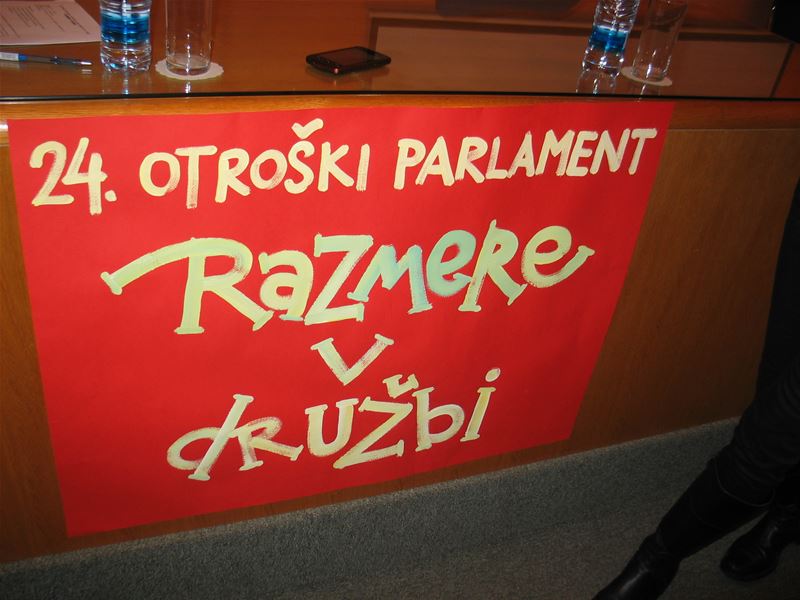 24. OTROŠKI PARLAMENT
RaZMeRe
v
dRUŽbi